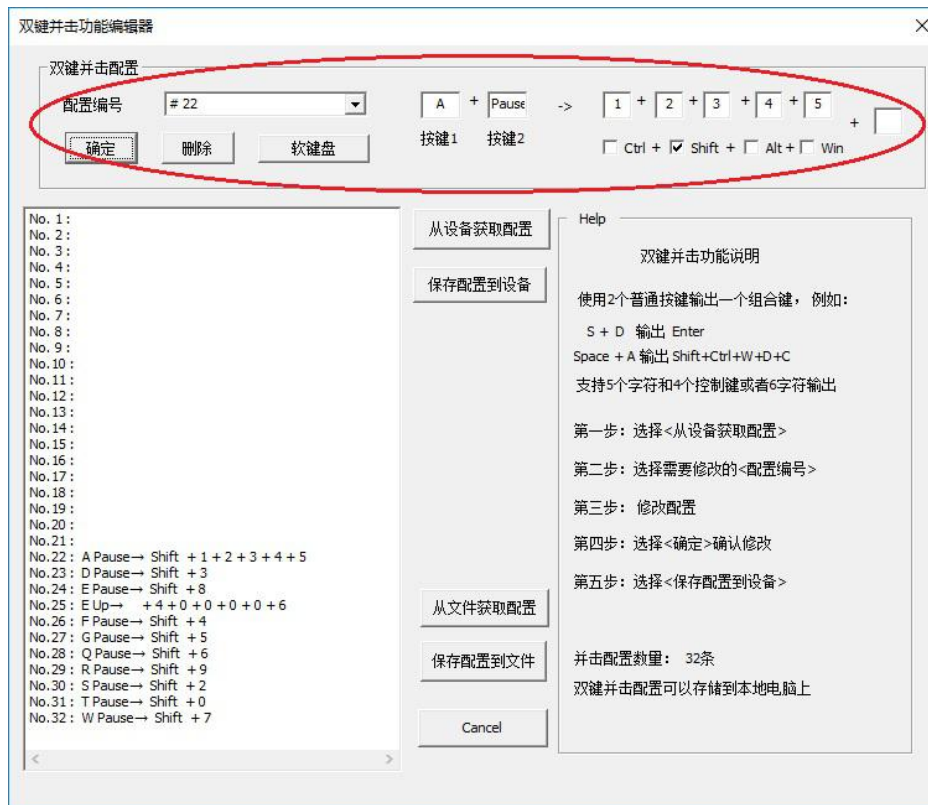 双键并击功能编辑器
双键并击配置
配置编号 # 22 A + Pause -> 1 + 2 + 3 + 4 + 5 +
确定 删除 软键盘 按键1 按键2 Ctrl + Shift + Alt + Win
No. 1 :
No. 2 :
No. 3 :
No. 4 :
No. 5 :
No. 6 :
No. 7 :
No. 8 :
No. 9 :
No.10 :
No.11 :
No.12 :
No.13 :
No.14 :
No.15 :
No.16 :
No.17 :
No.18 :
No.19 :
No.20 :
No.21 :
No.22 : A Pause→ Shift + 1 + 2 + 3 + 4 + 5
No.23 : D Pause→ Shift + 3
No.24 : E Pause→ Shift + 8
No.25 : E Up→ + 4 + 0 + 0 + 0 + 0 + 6
No.26 : F Pause→ Shift + 4
No.27 : G Pause→ Shift + 5
No.28 : Q Pause→ Shift + 6
No.29 : R Pause→ Shift + 9
No.30 : S Pause→ Shift + 2
No.31 : T Pause→ Shift + 0
No.32 : W Pause→ Shift + 7
从设备获取配置
保存配置到设备
从文件获取配置
保存配置到文件
Cancel
Help
双键并击功能说明
使用2个普通按键输出一个组合键，例如：
S + D 输出 Enter
Space + A 输出 Shift+Ctrl+W+D+C
支持5个字符和4个控制键或者6字符输出
第一步：选择<从设备获取配置>
第二步：选择需要修改的<配置编号>
第三步：修改配置
第四步：选择<确定>确认修改
第五步：选择<保存配置到设备>
并击配置数量： 32条
双键并击配置可以存储到本地电脑上